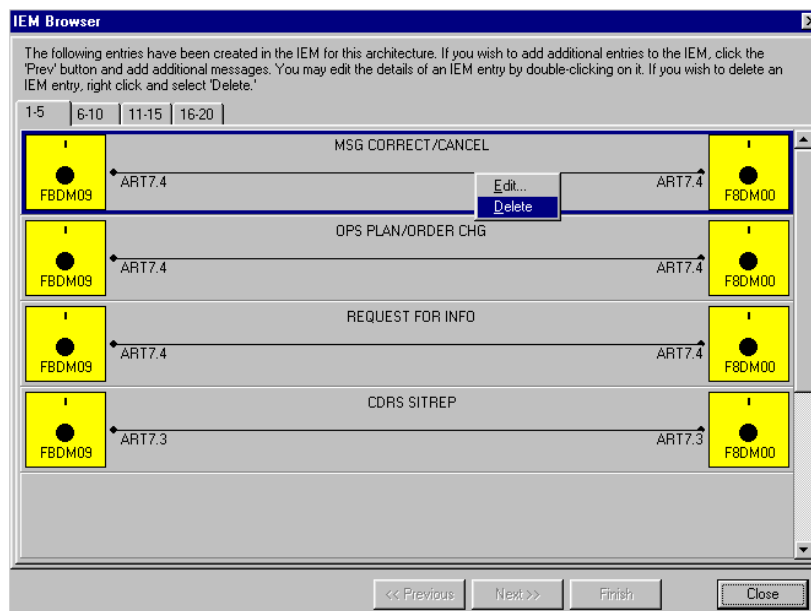 IEM Browser
The following entries have been created in the IEM for this architecture. If you wish to add additional entries to the IEM, click the
'Prev' button and add additional messages. You may edit the details of an IEM entry by double-clicking on it. If you wish to delete an
IEM entry, right click and select 'Delete.'
1-5 6-10 11-15 16-20
MSG CORRECT/CANCEL
I I
ART7.4 ART7.4
FBDM09 F8DM00
Edit...
Delete
OPS PLAN/ORDER CHG
I I
ART7.4 ART7.4
FBDM09 F8DM00
REQUEST FOR INFO
I I
ART7.4 ART7.4
FBDM09 F8DM00
CDRS SITREP
I I
ART7.3 ART7.3
FBDM09 F8DM00
<< Previous Next >> Finish Close